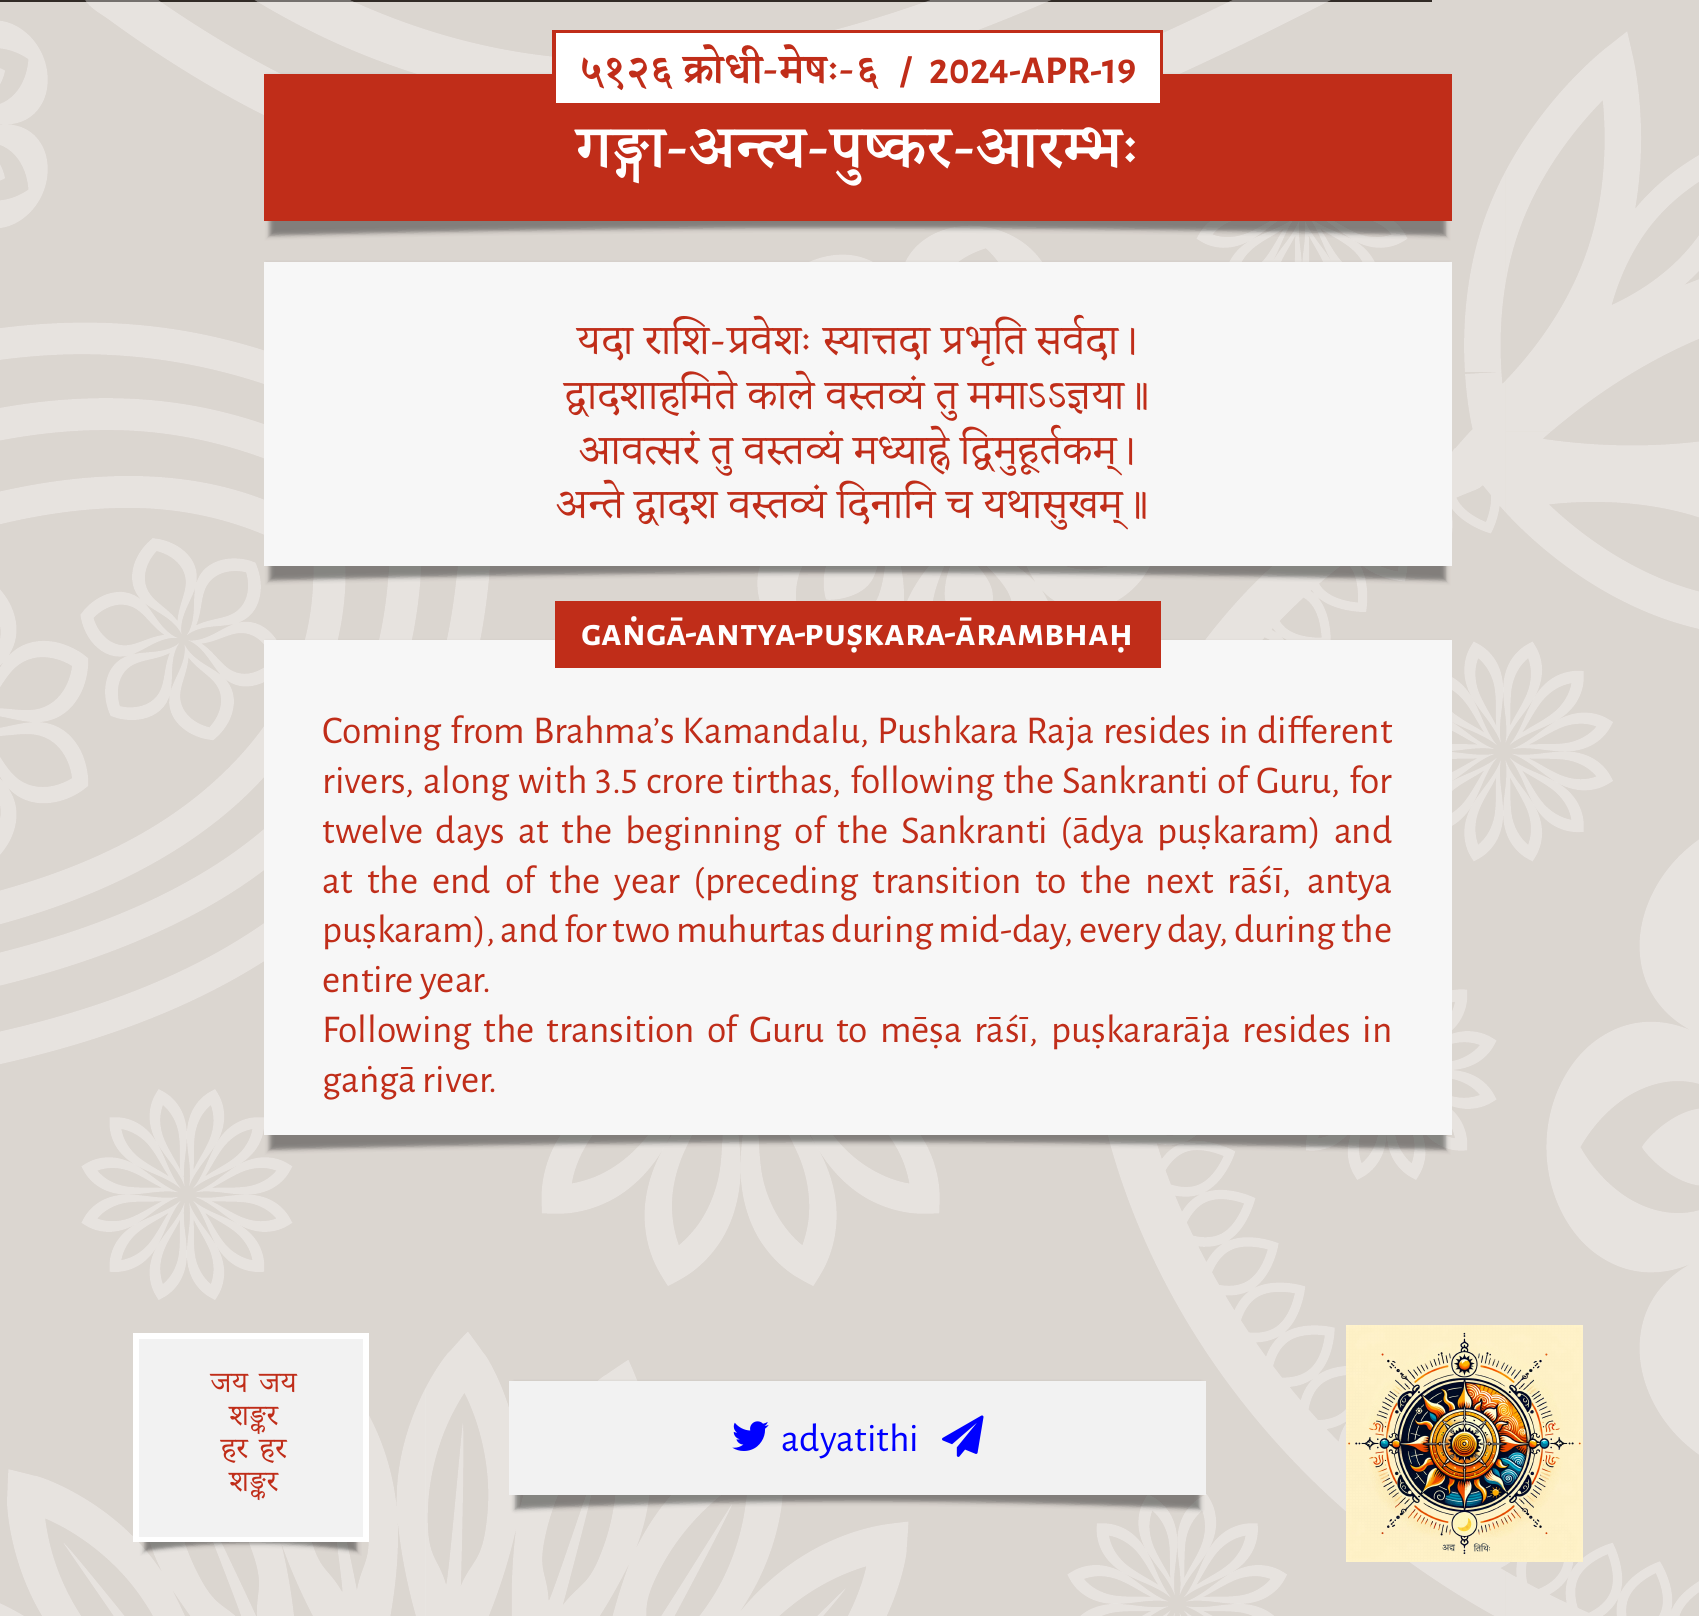 ५१२६ क्रोधी-मेषः-६ / 2024-APR-19
गङ्गा-अन्त्य-पुष्कर-आरम्भः
यदा राशि-प्रवेशः स्यात्तदा प्रभृति सर्वदा।
द्वादशाहमिते काले वस्तव्यं तु ममाऽऽज्ञया॥
आवत्सरं तु वस्तव्यं मध्याह्ने द्विमुहूर्तकम्।
अन्ते द्वादश वस्तव्यं दिनानि च यथासुखम्॥
GAṄGĀ-ANTYA-PUṢKARA-ĀRAMBHAḤ
Coming from Brahma’s Kamandalu, Pushkara Raja resides in different
rivers, along with 3.5 crore tirthas, following the Sankranti of Guru, for
twelve days at the beginning of the Sankranti (ādya puṣkaram) and
at the end of the year (preceding transition to the next rāśī, antya
puṣkaram), and for two muhurtas during mid-day, every day, during the
entire year.
Following the transition of Guru to mēṣa rāśī, puṣkararāja resides in
gaṅgā river.
जय जय
शङ्कर
हर हर
शङ्कर
adyatithi
अद्य तिथिः